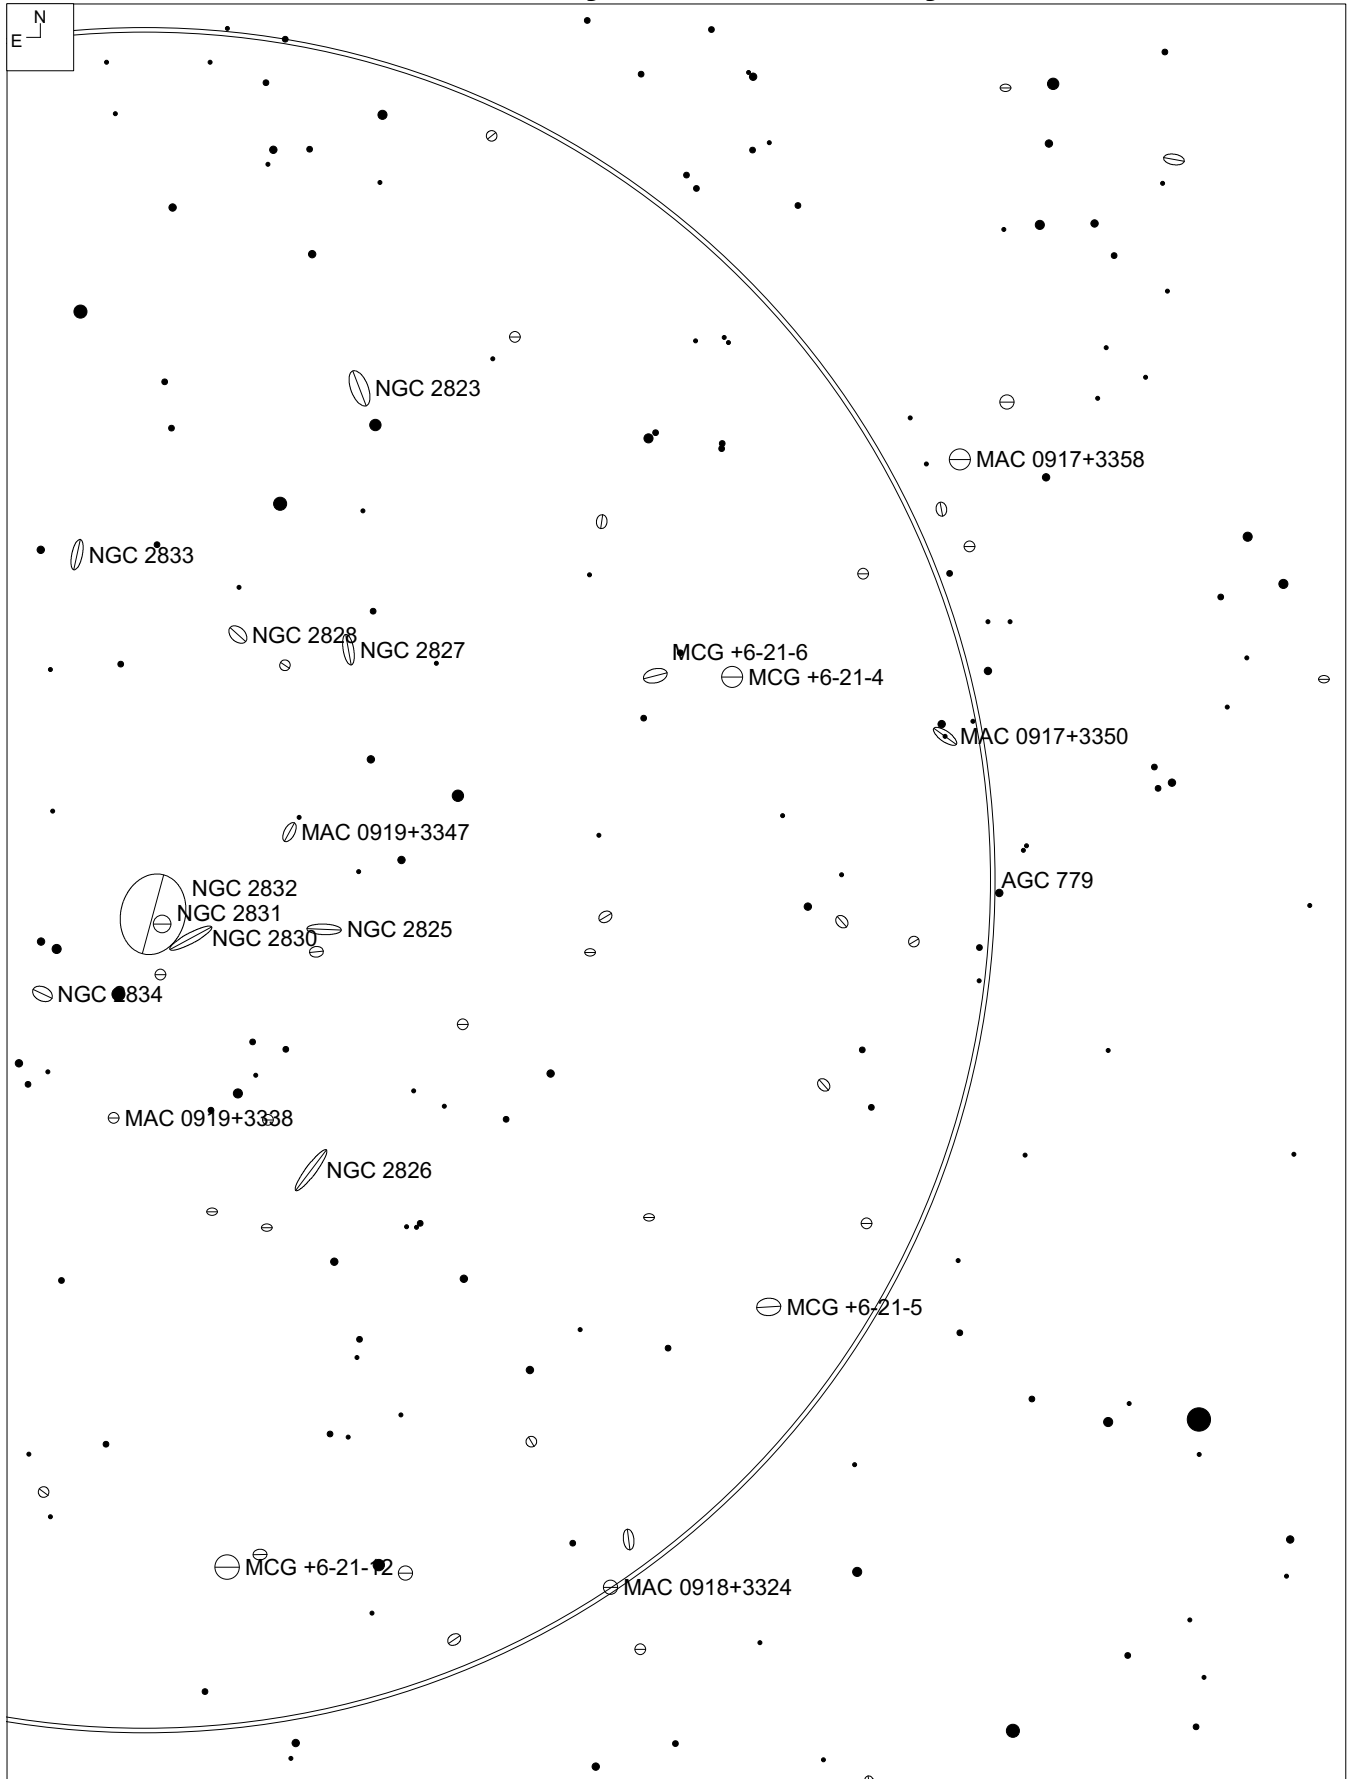 N
E
NGC 2823
MAC 0917+3358
NGC 2833
NGC 2828
NGC 2827
MCG +6-21-6
MCG +6-21-4
MAC 0917+3350
MAC 0919+3347
AGC 779
NGC 2832
NGC 2831
NGC 2830
NGC 2825
NGC 2834
MAC 0919+3338
NGC 2826
MCG +6-21-5
MCG +6-21-12
MAC 0918+3324